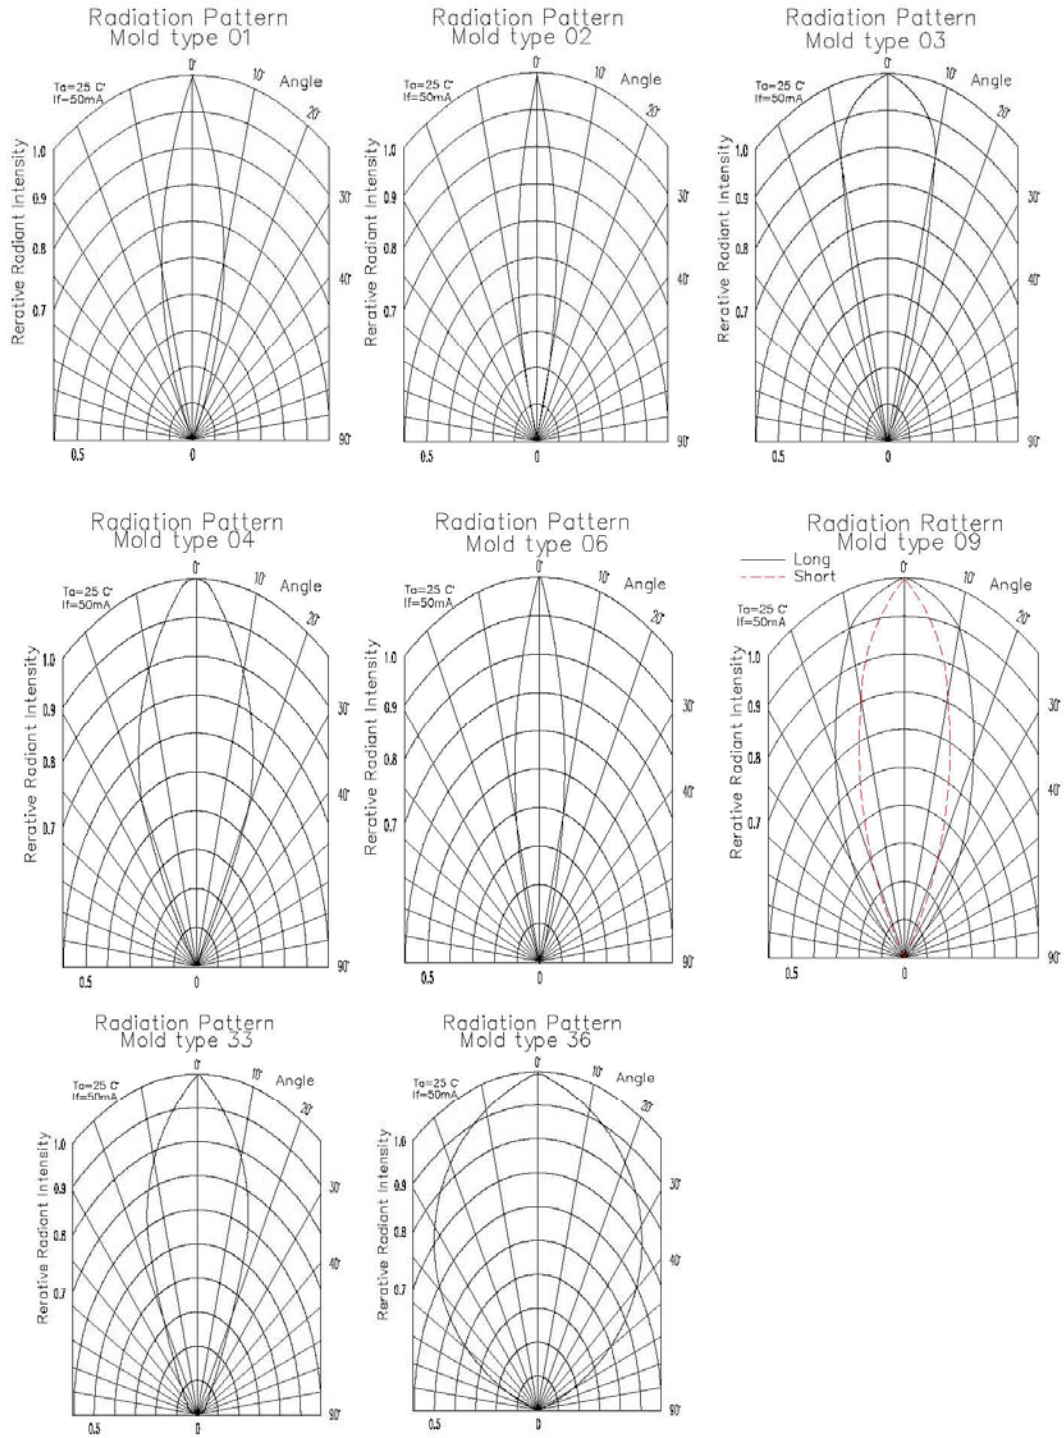 Radiation Pattern
Mold type 01
Ta=25 C°
If=50mA
0°
10°
Angle
20°
30°
40°
90°
Rerative Radiant Intensity
1.0
0.9
0.8
0.7
0.5
0
Radiation Pattern
Mold type 02
Ta=25 C°
If=50mA
0°
10°
Angle
20°
30°
40°
90°
Rerative Radiant Intensity
1.0
0.9
0.8
0.7
0.5
0
Radiation Pattern
Mold type 03
Ta=25 C°
If=50mA
0°
10°
Angle
20°
30°
40°
90°
Rerative Radiant Intensity
1.0
0.9
0.8
0.7
0.5
0
Radiation Pattern
Mold type 04
Ta=25 C°
If=50mA
0°
10°
Angle
20°
30°
40°
90°
Rerative Radiant Intensity
1.0
0.9
0.8
0.7
0.5
0
Radiation Pattern
Mold type 06
Ta=25 C°
If=50mA
0°
10°
Angle
20°
30°
40°
90°
Rerative Radiant Intensity
1.0
0.9
0.8
0.7
0.5
0
Radiation Rattern
Mold type 09
Long
Short
Ta=25 C°
If=50mA
0°
10°
Angle
20°
30°
40°
90°
Rerative Radiant Intensity
1.0
0.9
0.8
0.7
0.5
0
Radiation Pattern
Mold type 33
Ta=25 C°
If=50mA
0°
10°
Angle
20°
30°
40°
90°
Rerative Radiant Intensity
1.0
0.9
0.8
0.7
0.5
0
Radiation Pattern
Mold type 36
Ta=25 C°
If=50mA
0°
10°
Angle
20°
30°
40°
90°
Rerative Radiant Intensity
1.0
0.9
0.8
0.7
0.5
0